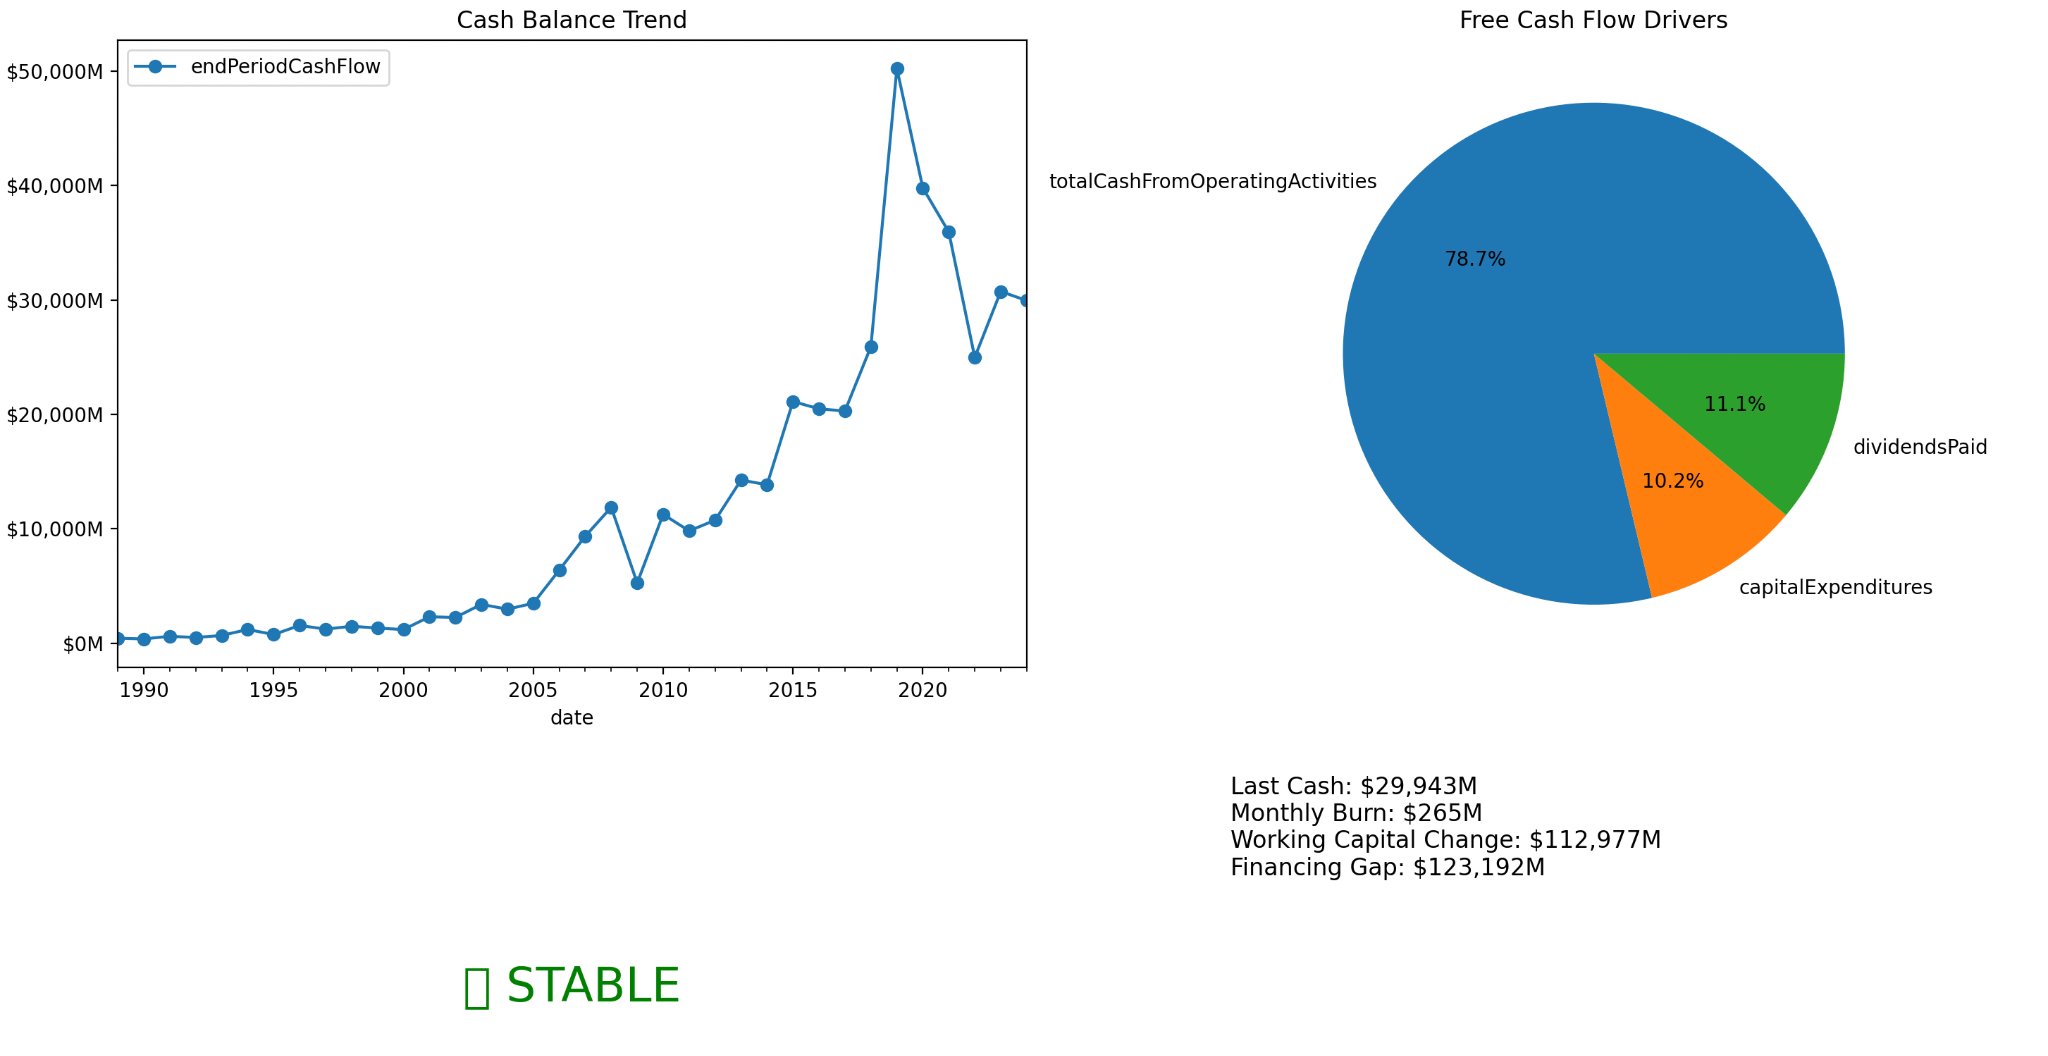 Cash Balance Trend
endPeriodCashFlow
$50,000M
$40,000M
$30,000M
$20,000M
$10,000M
$0M
1990 1995 2000 2005 2010 2015 2020
date
Free Cash Flow Drivers
totalCashFromOperatingActivities
78.7%
11.1%
dividendsPaid
10.2%
capitalExpenditures
Last Cash: $29,943M
Monthly Burn: $265M
Working Capital Change: $112,977M
Financing Gap: $123,192M
STABLE